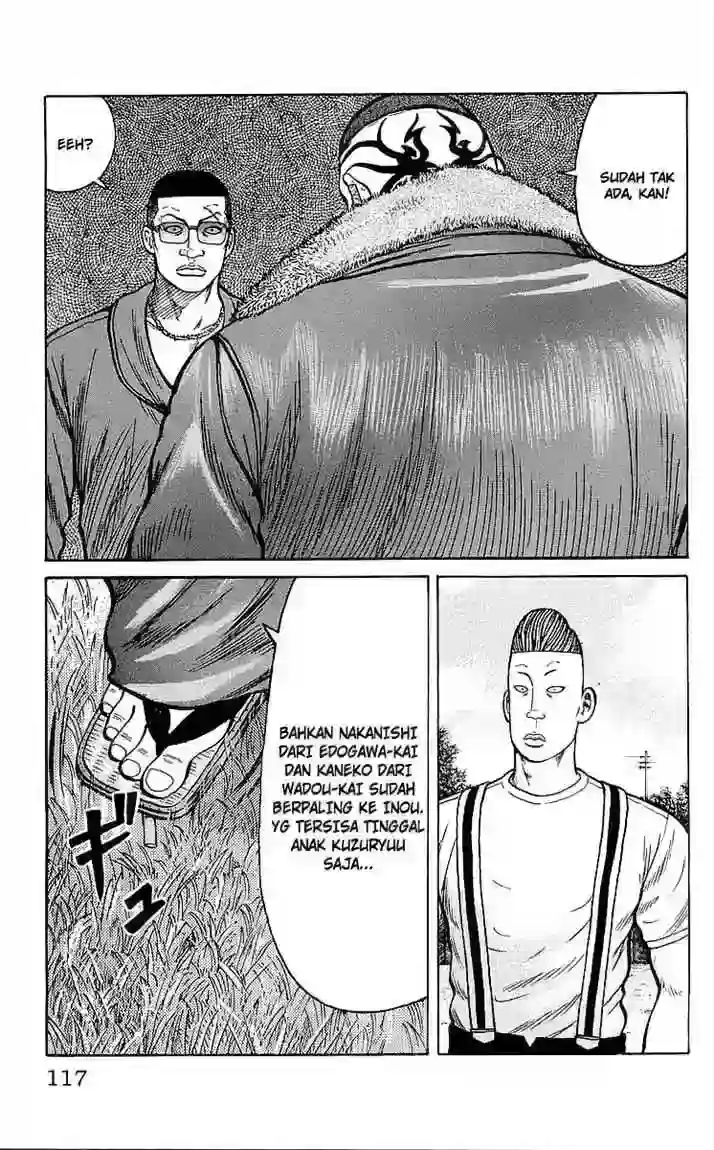 SUDAH TAK
ADA, KAN!
EEH?
BAHKAN NAKANISHI
DARI EDOGAWA-KAI
DAN KANEKO DARI
WADOU-KAI SUDAH
BERPALING KE INOU.
YG TERSISA TINGGAL
ANAK KUZURYUU
SAJA...
ギュ
117